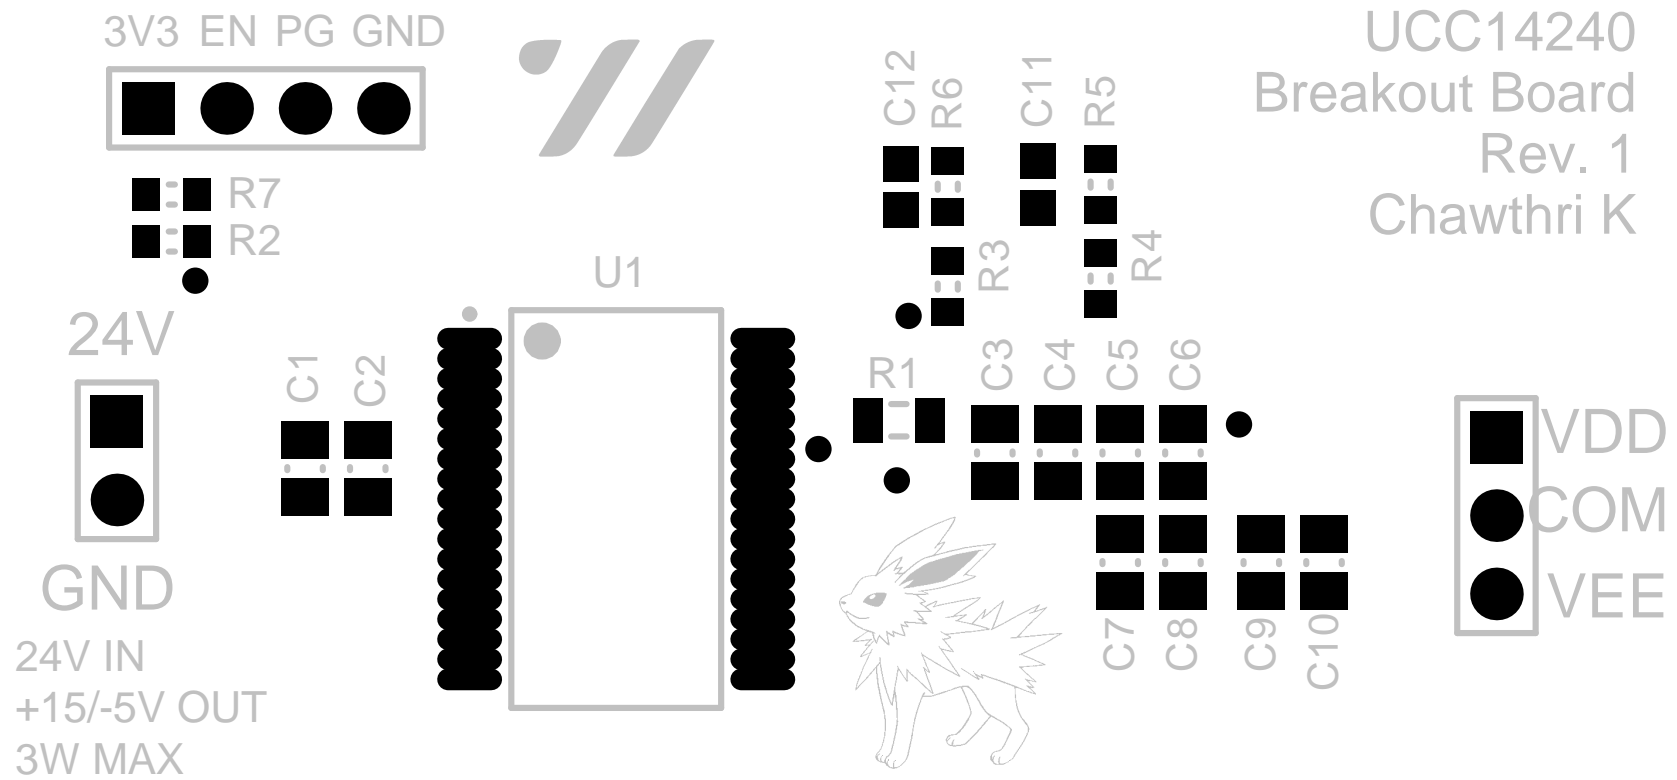 3V3 EN PG GND
UCC14240
Breakout Board
Rev. 1
Chawthri K
C12
R6
C11
R5
R7
R2
R3
R4
U1
24V
C1
C2
R1
C3
C4
C5
C6
VDD
COM
VEE
GND
C7
C8
C9
C10
24V IN
+15/-5V OUT
3W MAX